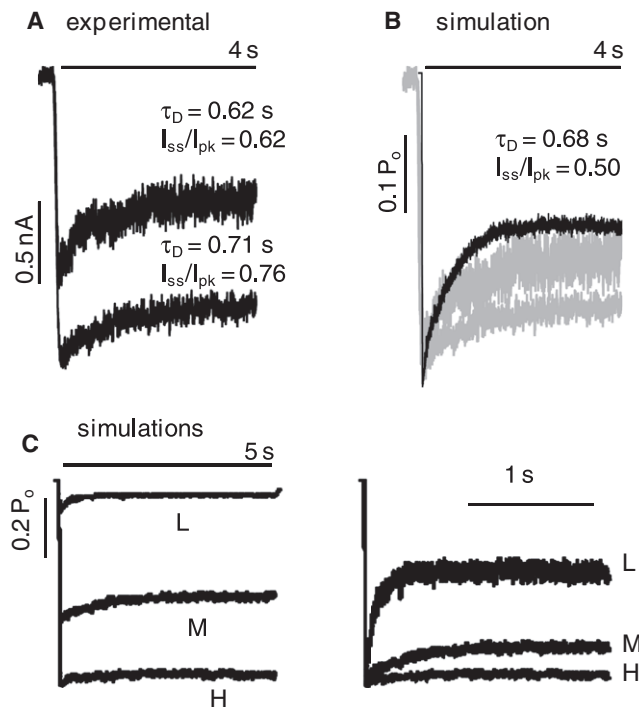 A experimental
4 s
τD = 0.62 s
Iss/Ipk = 0.62
0.5 nA
τD = 0.71 s
Iss/Ipk = 0.76
B simulation
4 s
0.1 Po
τD = 0.68 s
Iss/Ipk = 0.50
C simulations
5 s
0.2 Po
L
M
H
1 s
L
M
H